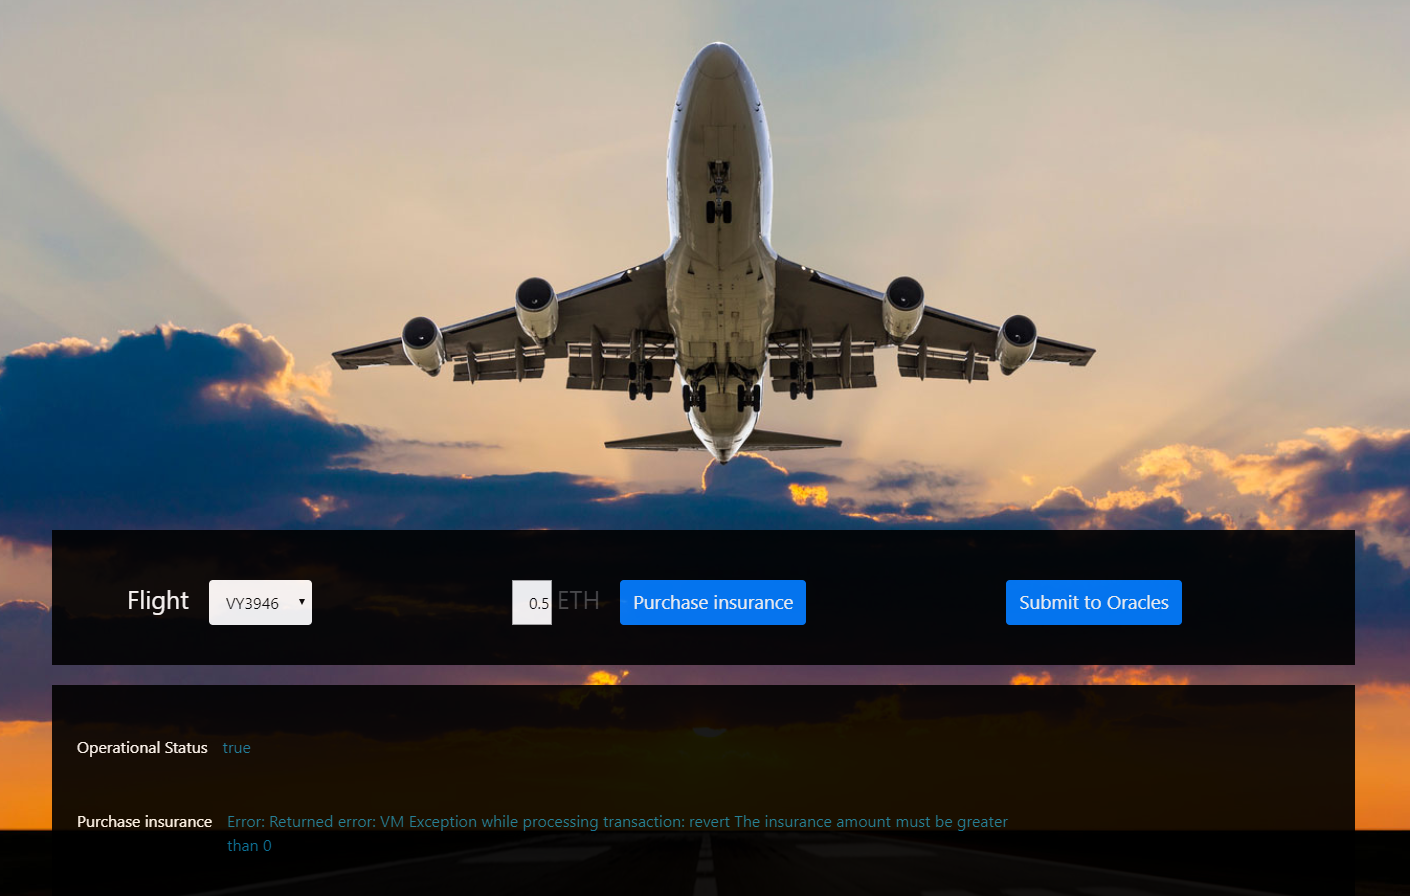 Flight VY3946 0.5 ETH Purchase insurance Submit to Oracles
Operational Status true
Purchase insurance Error: Returned error: VM Exception while processing transaction: revert The insurance amount must be greater
than 0